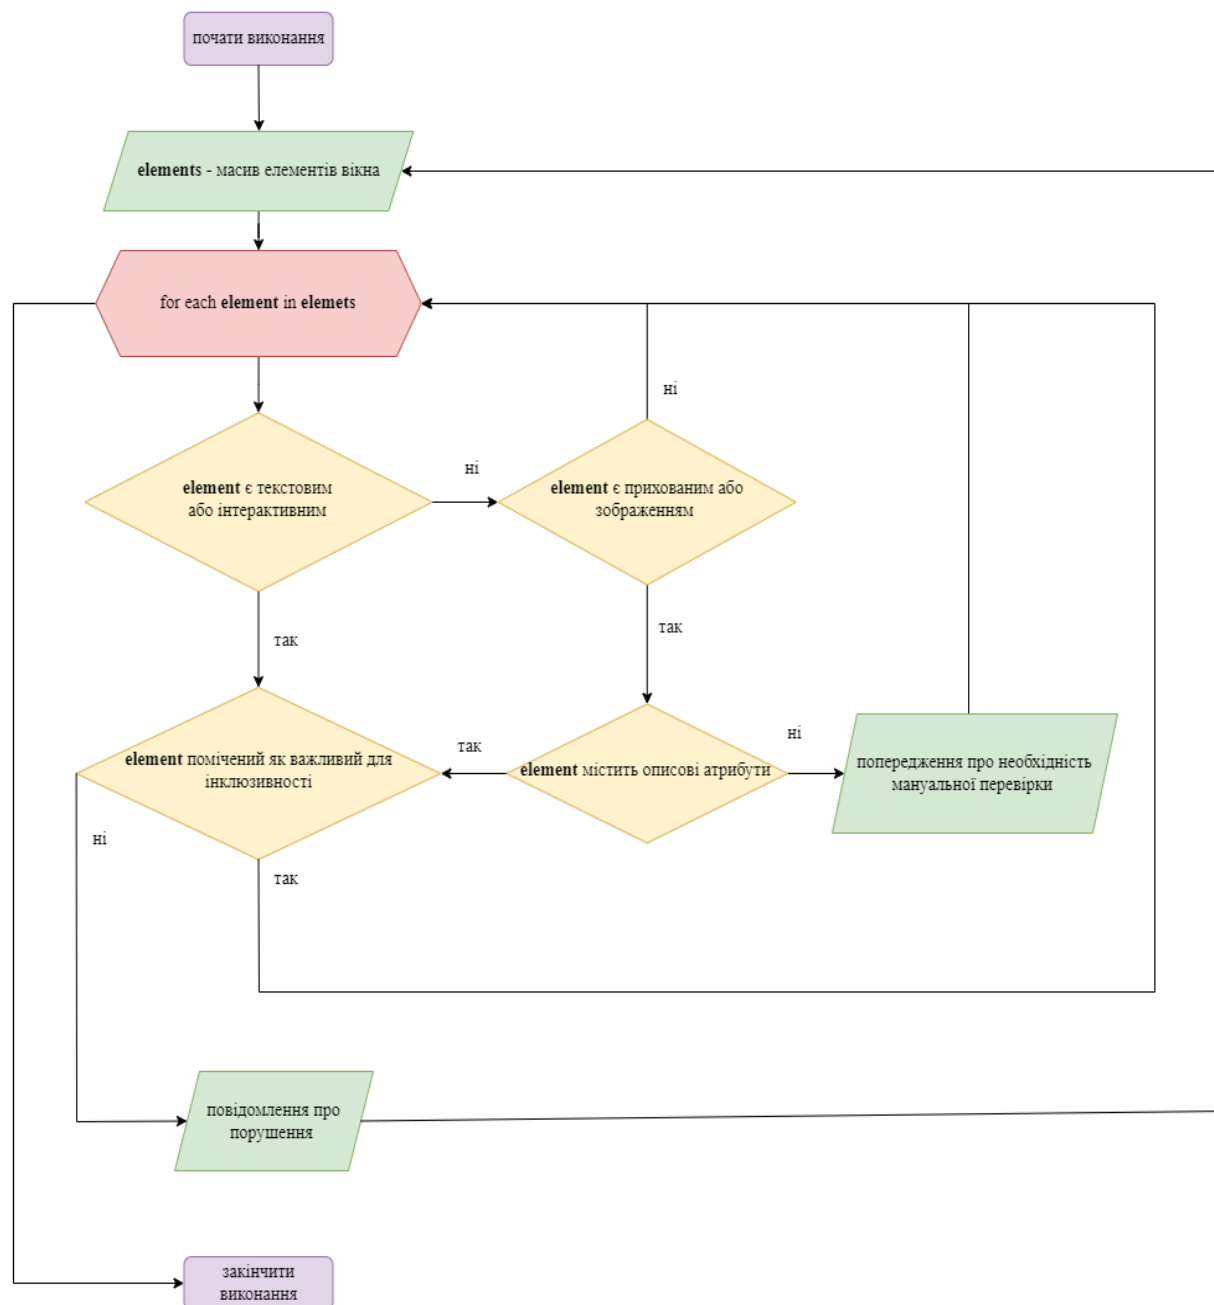 почати виконання
elements - масив елементів вікна
for each element in elemets
ні
ні
element є текстовим
або інтерактивним
element є прихованим або
зображенням
так
так
element помічений як важливий для
інклюзивності
так
element містить описові атрибути
ні
попередження про необхідність
мануальної перевірки
ні
так
повідомлення про
порушення
закінчити
виконання